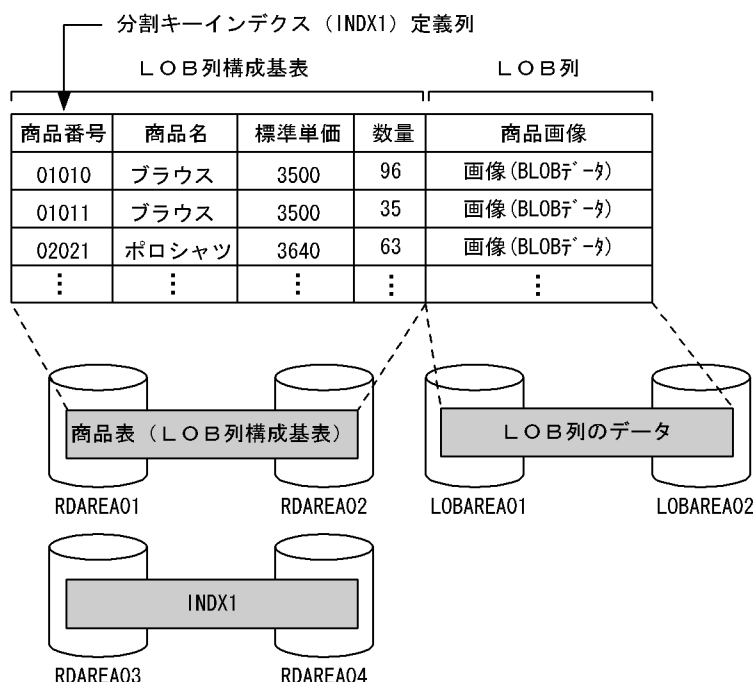 分割キーインデクス（INDX1）定義列
ＬＯＢ列構成基表 ＬＯＢ列
商品番号 商品名 標準単価 数量 商品画像
01010 ブラウス 3500 96 画像(BLOBﾃﾞｰﾀ)
01011 ブラウス 3500 35 画像(BLOBﾃﾞｰﾀ)
02021 ポロシャツ 3640 63 画像(BLOBﾃﾞｰﾀ)
： ： ： ： ：
商品表（ＬＯＢ列構成基表） ＬＯＢ列のデータ
RDAREA01 RDAREA02 LOBAREA01 LOBAREA02
INDX1
RDAREA03 RDAREA04